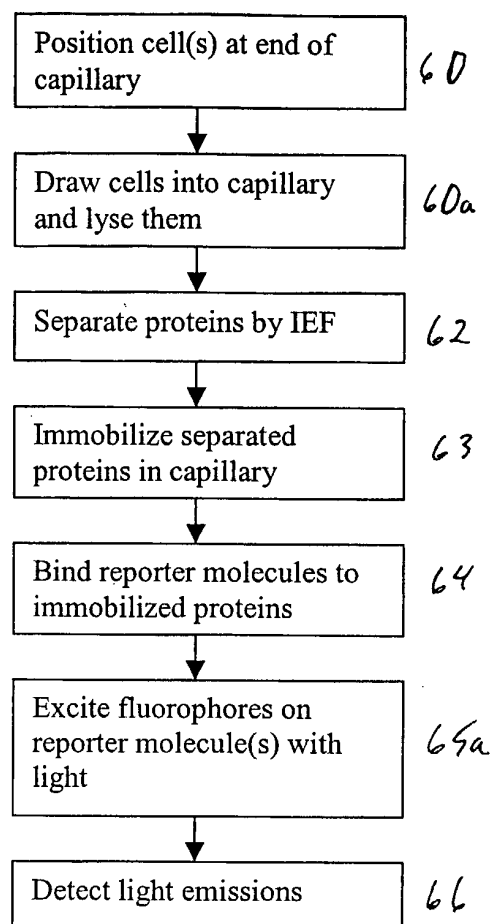 Position cell(s) at end of
capillary
60
Draw cells into capillary
and lyse them
60a
Separate proteins by IEF
62
Immobilize separated
proteins in capillary
63
Bind reporter molecules to
immobilized proteins
64
Excite fluorophores on
reporter molecule(s) with
light
65a
Detect light emissions
66